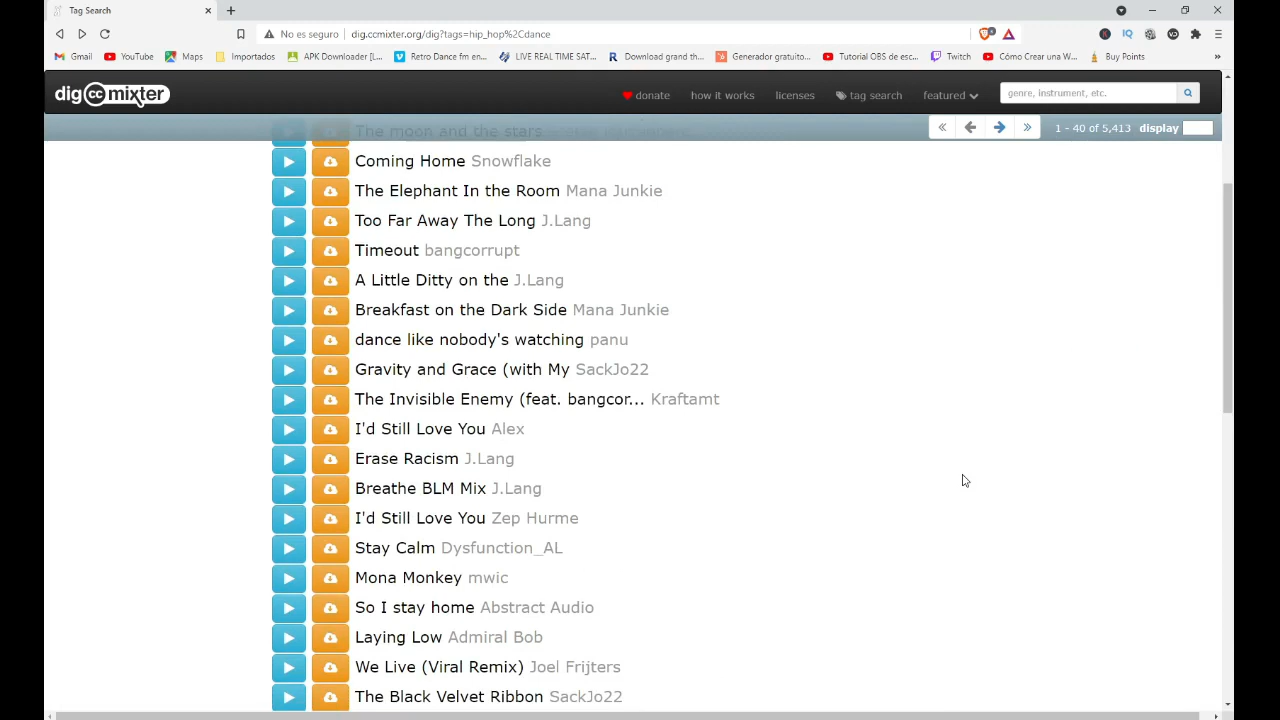 Tag Search
No es seguro dig.ccmixter.org/dig?tags=hip_hop%2Cdance
Gmail YouTube Maps Importados APK Downloader [L... Retro Dance fm en... LIVE REAL TIME SAT... Download grand th... Generador gratuito... Tutorial OBS de esc... Twitch Cómo Crear una W... Buy Points
dig cc mixter donate how it works licenses tag search featured genre, instrument, etc.
1 - 40 of 5,413 display
The moon and the stars
Coming Home Snowflake
The Elephant In the Room Mana Junkie
Too Far Away The Long J.Lang
Timeout bangcorrupt
A Little Ditty on the J.Lang
Breakfast on the Dark Side Mana Junkie
dance like nobody's watching panu
Gravity and Grace (with My SackJo22
The Invisible Enemy (feat. bangcor... Kraftamt
I'd Still Love You Alex
Erase Racism J.Lang
Breathe BLM Mix J.Lang
I'd Still Love You Zep Hurme
Stay Calm Dysfunction_AL
Mona Monkey mwic
So I stay home Abstract Audio
Laying Low Admiral Bob
We Live (Viral Remix) Joel Frijters
The Black Velvet Ribbon SackJo22